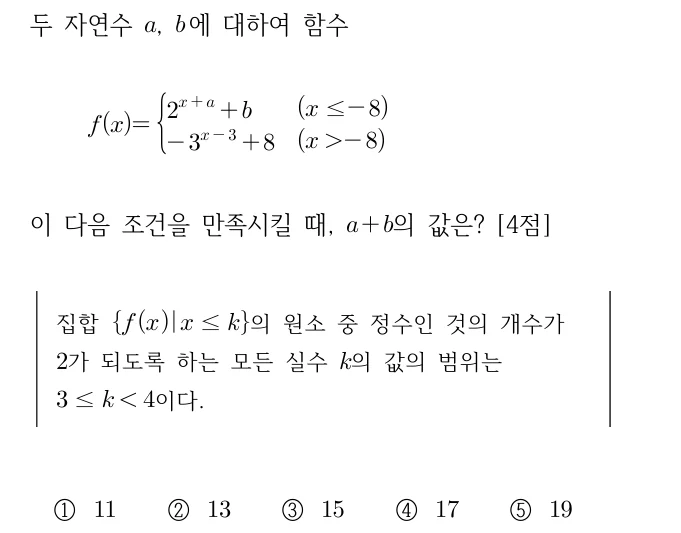 두 자연수 a, b에 대하여 함수
f(x)={2^{x+a}+b (x≤−8)
−3^{x−3}+8 (x>−8)
이 다음 조건을 만족시킬 때, a+b의 값은? [4점]
집합 {f(x)|x≤k}의 원소 중 정수인 것의 개수가
2가 되도록 하는 모든 실수 k의 값의 범위는
3≤k<4이다.
① 11 ② 13 ③ 15 ④ 17 ⑤ 19